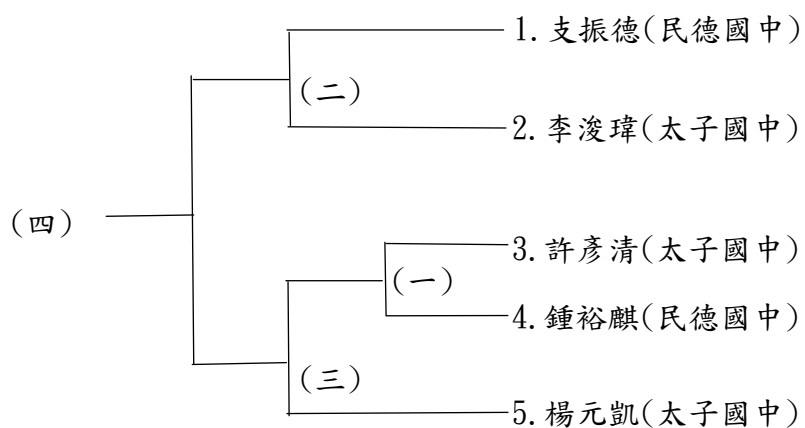 1.支振德(民德國中)
(二)
2.李浚瑋(太子國中)
(四)
3.許彥清(太子國中)
(一)
4.鍾裕麒(民德國中)
(三)
5.楊元凱(太子國中)